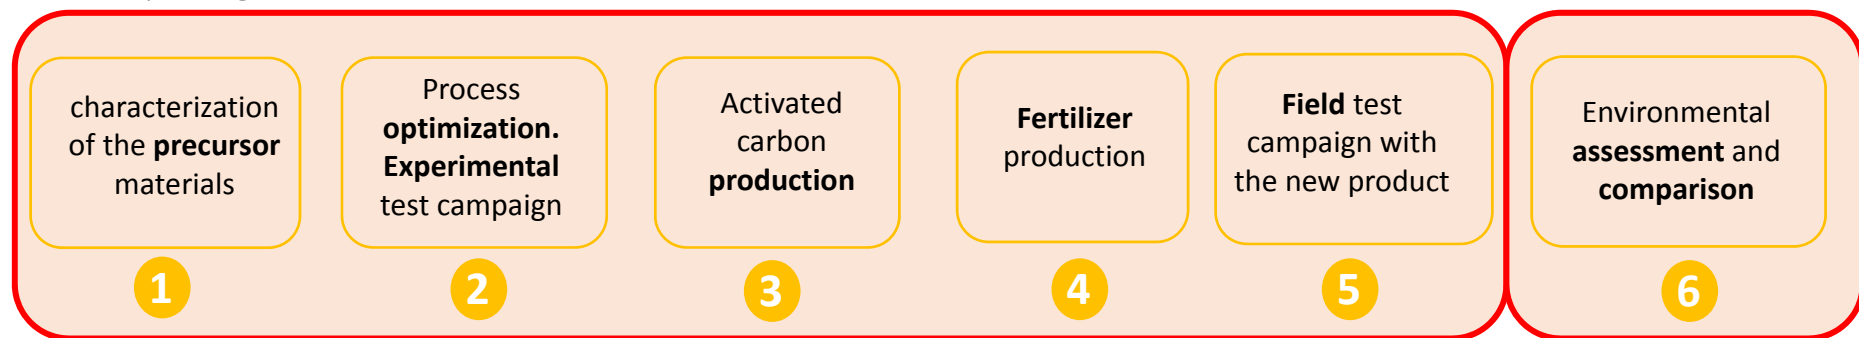 characterization
of the precursor
materials
1
Process
optimization.
Experimental
test campaign
2
Activated
carbon
production
3
Fertilizer
production
4
Field test
campaign with
the new product
5
Environmental
assessment and
comparison
6